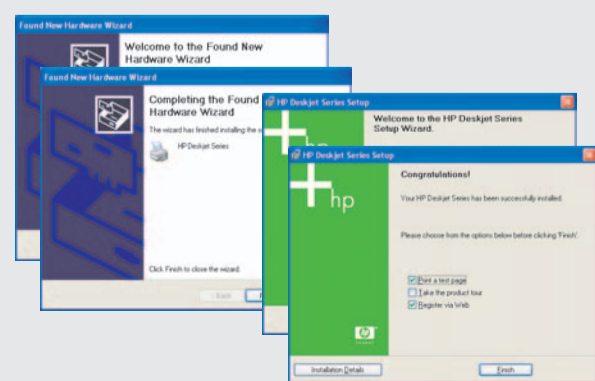 Found New Hardware Wizard
Welcome to the Found New
Hardware Wizard
Found New Hardware Wizard
Completing the Found
Hardware Wizard
The wizard has finished installing the
HP Deskjet Series
Click Finish to close the wizard.
< Back
HP Deskjet Series Setup
Welcome to the HP Deskjet Series
Setup Wizard.
HP Deskjet Series Setup
hp
Congratulations!
Your HP Deskjet Series has been successfully installed.
Please choose from the options below before clicking 'Finish'.
Print a test page
Take the product tour
Register via Web
Installation Details
Finish